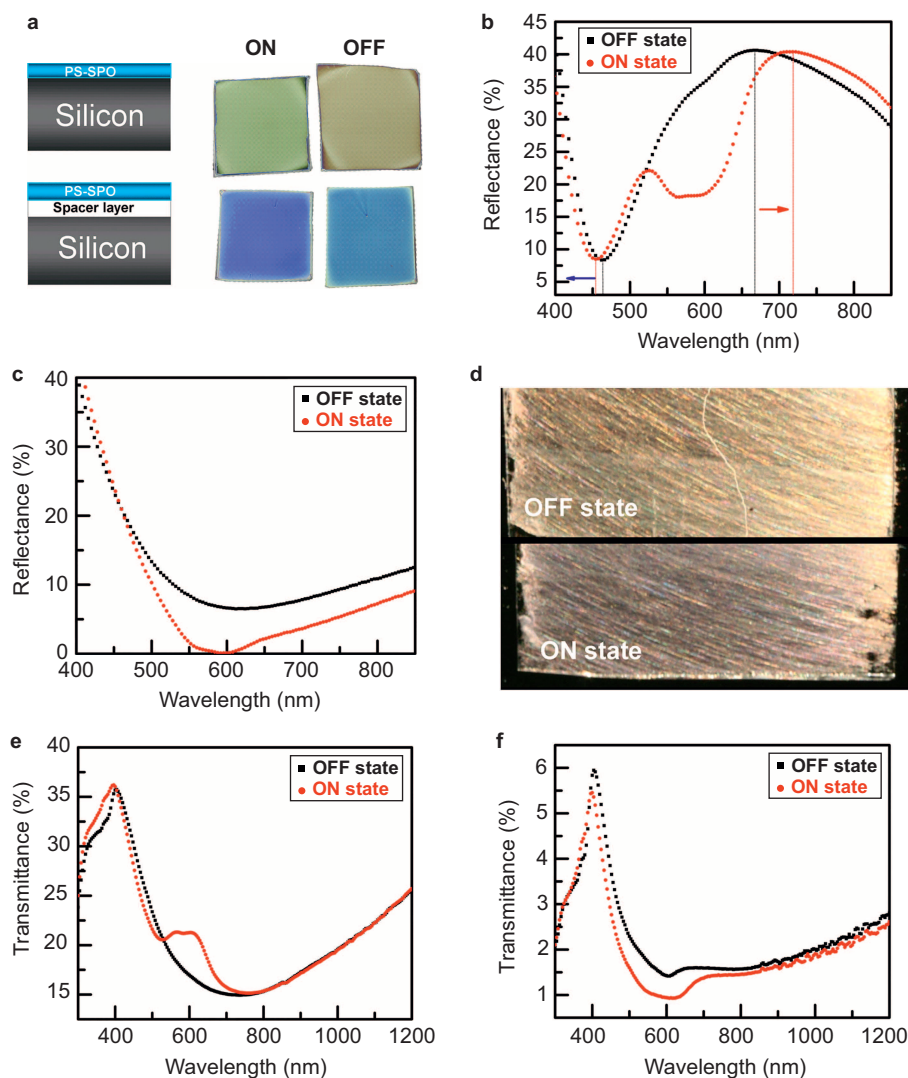 a
ON OFF
PS-SPO
Silicon
PS-SPO
Spacer layer
Silicon
b
OFF state
ON state
45
40
35
30
25
20
15
10
5
Reflectance (%)
400 500 600 700 800
Wavelength (nm)
c
OFF state
ON state
40
30
20
10
0
Reflectance (%)
400 500 600 700 800
Wavelength (nm)
d
OFF state
ON state
e
OFF state
ON state
40
35
30
25
20
15
Transmittance (%)
400 600 800 1000 1200
Wavelength (nm)
f
OFF state
ON state
6
5
4
3
2
1
Transmittance (%)
400 600 800 1000 1200
Wavelength (nm)